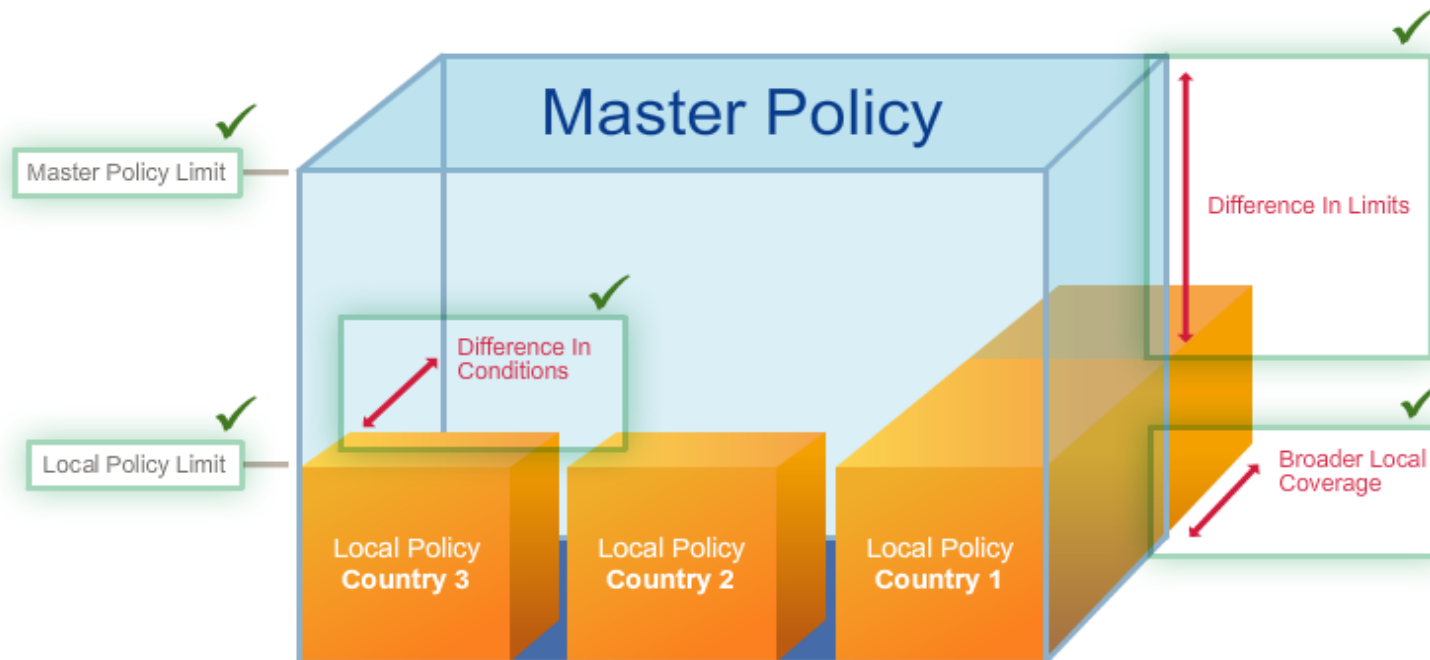 Master Policy
Master Policy Limit
Difference In Limits
Difference In
Conditions
Local Policy Limit
Broader Local
Coverage
Local Policy
Country 3
Local Policy
Country 2
Local Policy
Country 1